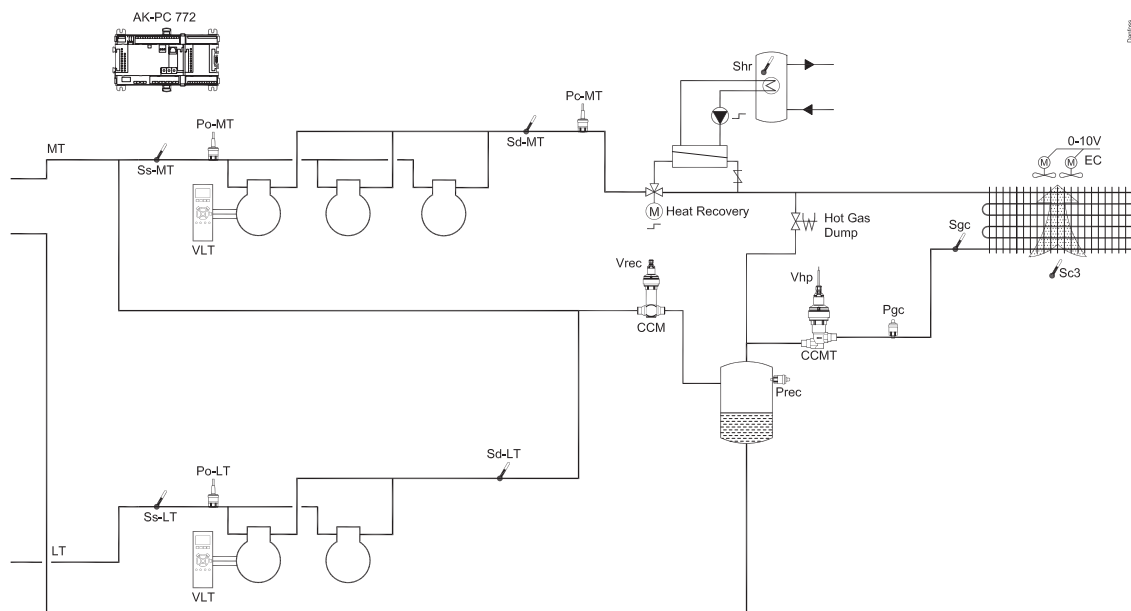 AK-PC 772
Danfoss
Shr
Pc-MT
Po-MT
Sd-MT
MT
Ss-MT
0-10V
M
M
EC
M
Heat Recovery
Hot Gas
Dump
VLT
Sgc
Sc3
Vrec
Vhp
Pgc
CCM
CCMT
Prec
Sd-LT
Po-LT
Ss-LT
LT
VLT